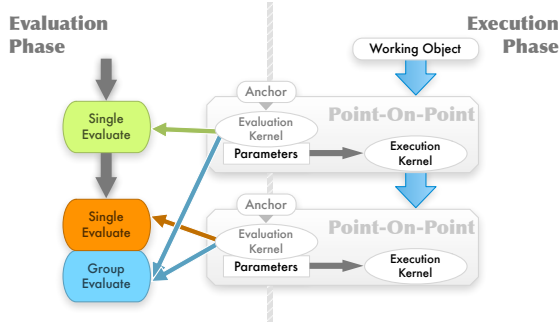 Evaluation
Phase
Execution
Phase
Working Object
Anchor
Point-On-Point
Single
Evaluate
Evaluation
Kernel
Parameters
Execution
Kernel
Anchor
Point-On-Point
Single
Evaluate
Evaluation
Kernel
Parameters
Execution
Kernel
Group
Evaluate